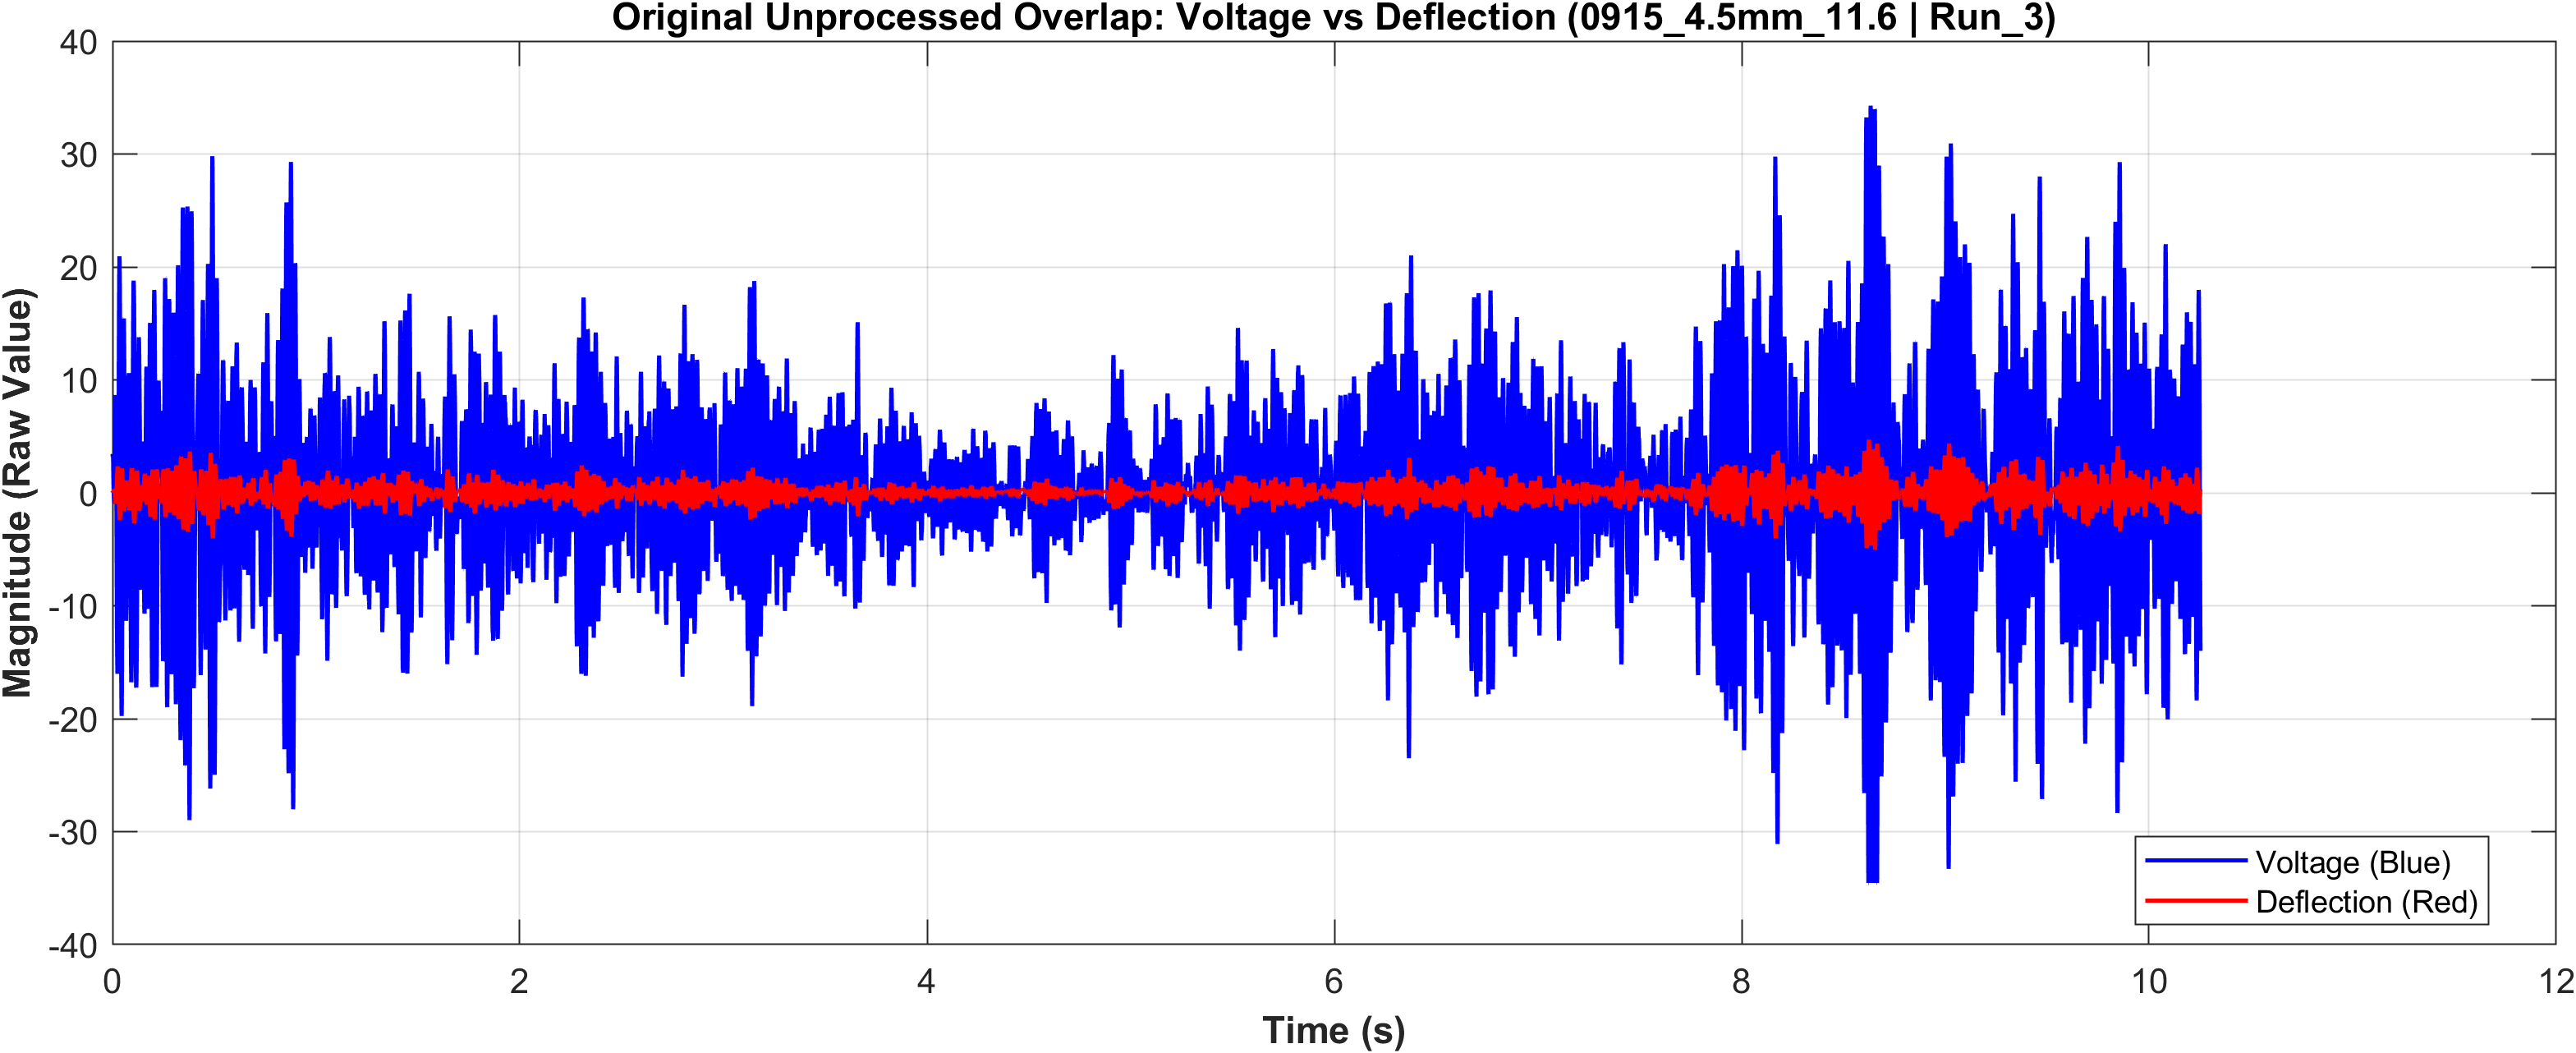 Original Unprocessed Overlap: Voltage vs Deflection (0915_4.5mm_11.6 | Run_3)
Magnitude (Raw Value)
40
30
20
10
0
-10
-20
-30
-40
0 2 4 6 8 10 12
Time (s)
Voltage (Blue)
Deflection (Red)